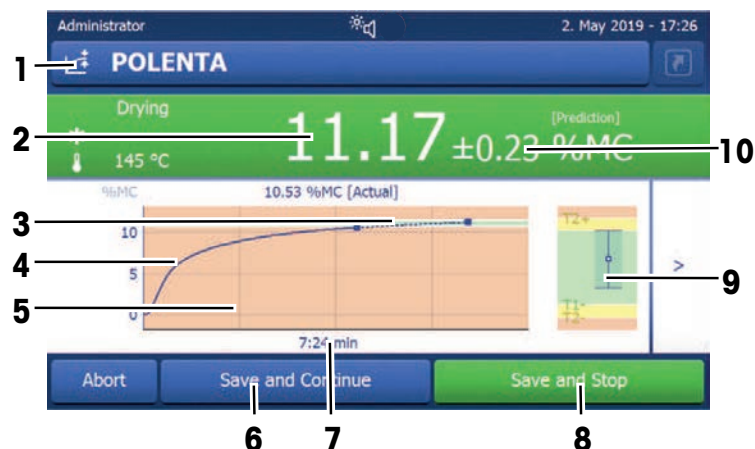 Administrator
2. May 2019 - 17:26
1
POLENTA
Drying
2
11.17 ±0.23 %MC
[Prediction]
10
145 °C
%MC
10.53 %MC [Actual]
3
10
T2+
4
5
9
>
5
0
T1-
T2-
7:24 min
Abort
Save and Continue
Save and Stop
6
7
8